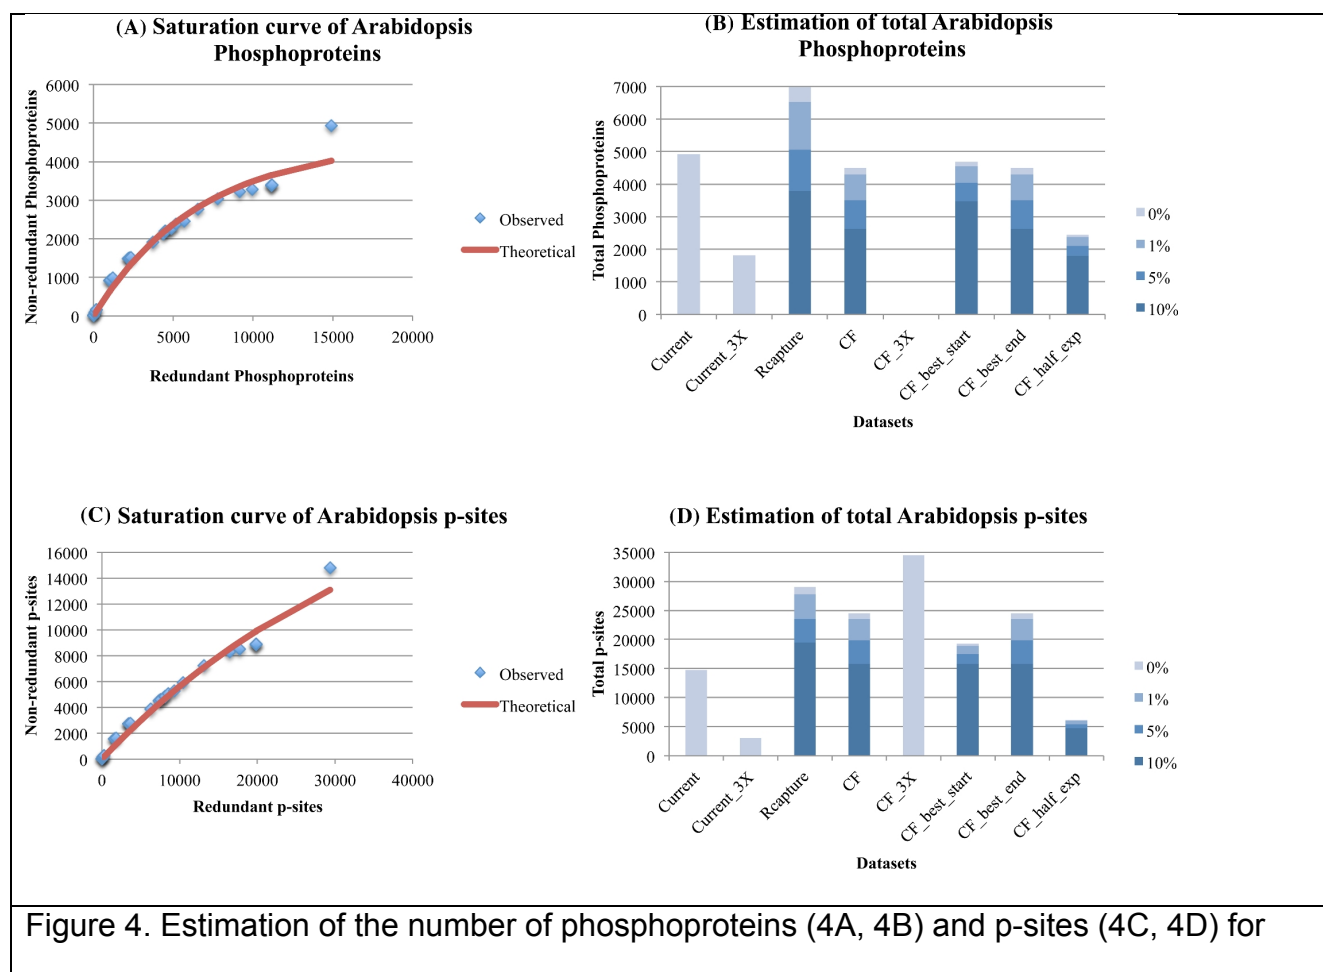 (A) Saturation curve of Arabidopsis
Phosphoproteins
Non-redundant Phosphoproteins
6000
5000
4000
3000
2000
1000
0
0
5000
10000
15000
20000
Redundant Phosphoproteins
Observed
Theoretical
(B) Estimation of total Arabidopsis
Phosphoproteins
Total Phosphoproteins
7000
6000
5000
4000
3000
2000
1000
0
Current
Current_3X
Rcapture
CF
CF_3X
CF_best_start
CF_best_end
CF_half_exp
Datasets
0%
1%
5%
10%
(C) Saturation curve of Arabidopsis p-sites
Non-redundant p-sites
16000
14000
12000
10000
8000
6000
4000
2000
0
0
10000
20000
30000
40000
Redundant p-sites
Observed
Theoretical
(D) Estimation of total Arabidopsis p-sites
Total p-sites
35000
30000
25000
20000
15000
10000
5000
0
Current
Current_3X
Rcapture
CF
CF_3X
CF_best_start
CF_best_end
CF_half_exp
Datasets
0%
1%
5%
10%
Figure 4. Estimation of the number of phosphoproteins (4A, 4B) and p-sites (4C, 4D) for